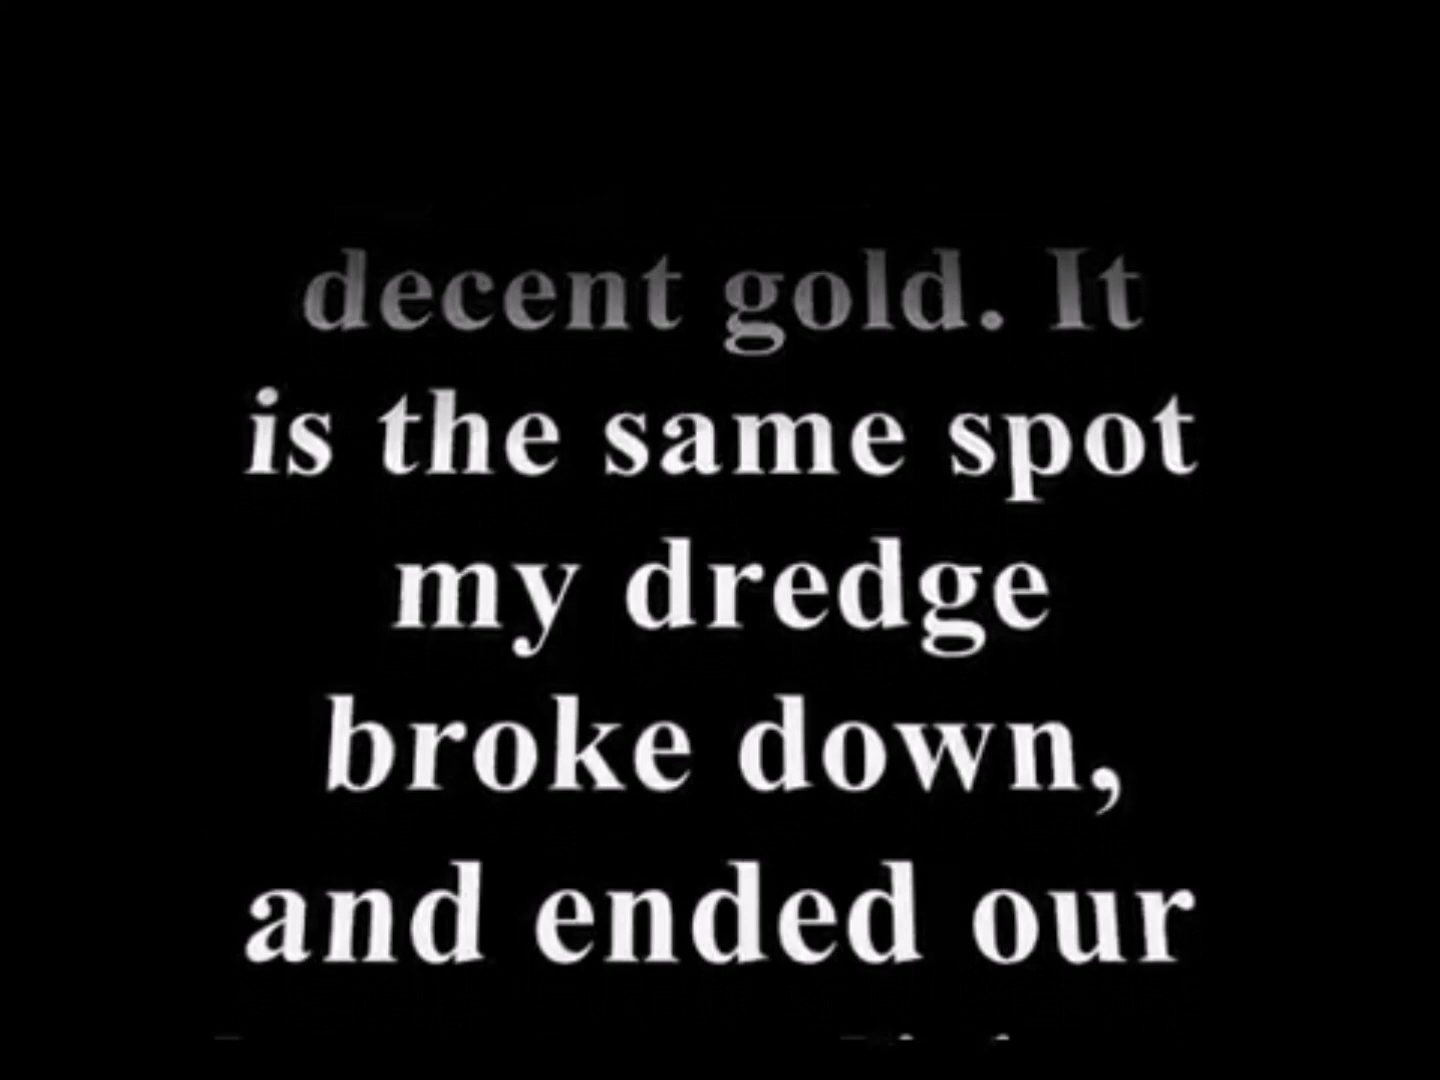 decent gold. It
is the same spot
my dredge
broke down,
and ended our